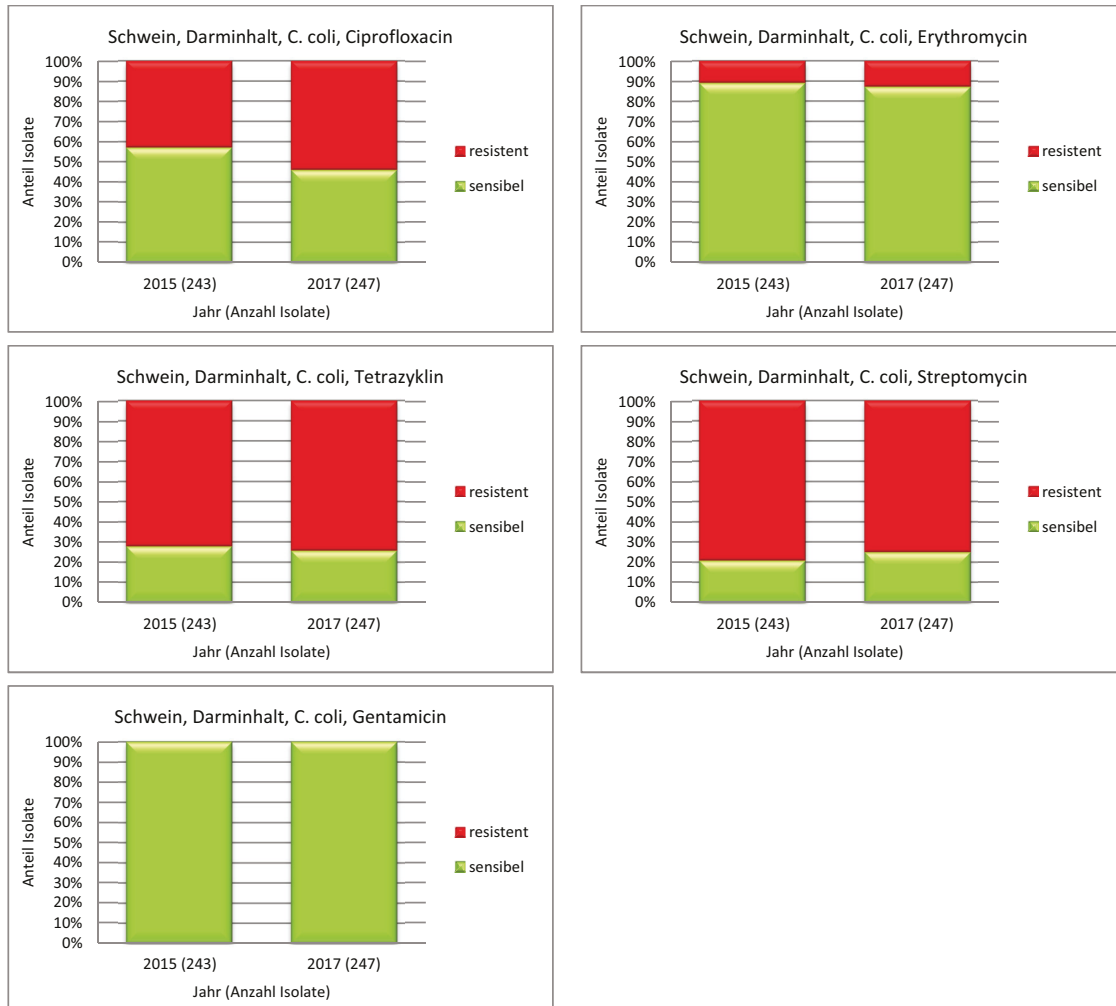 Schwein, Darminhalt, C. coli, Ciprofloxacin
100%
90%
80%
70%
60%
50%
40%
30%
20%
10%
0%
Anteil Isolate
resistent
sensibel
2015 (243) 2017 (247)
Jahr (Anzahl Isolate)
Schwein, Darminhalt, C. coli, Erythromycin
100%
90%
80%
70%
60%
50%
40%
30%
20%
10%
0%
Anteil Isolate
resistent
sensibel
2015 (243) 2017 (247)
Jahr (Anzahl Isolate)
Schwein, Darminhalt, C. coli, Tetrazyklin
100%
90%
80%
70%
60%
50%
40%
30%
20%
10%
0%
Anteil Isolate
resistent
sensibel
2015 (243) 2017 (247)
Jahr (Anzahl Isolate)
Schwein, Darminhalt, C. coli, Streptomycin
100%
90%
80%
70%
60%
50%
40%
30%
20%
10%
0%
Anteil Isolate
resistent
sensibel
2015 (243) 2017 (247)
Jahr (Anzahl Isolate)
Schwein, Darminhalt, C. coli, Gentamicin
100%
90%
80%
70%
60%
50%
40%
30%
20%
10%
0%
Anteil Isolate
resistent
sensibel
2015 (243) 2017 (247)
Jahr (Anzahl Isolate)